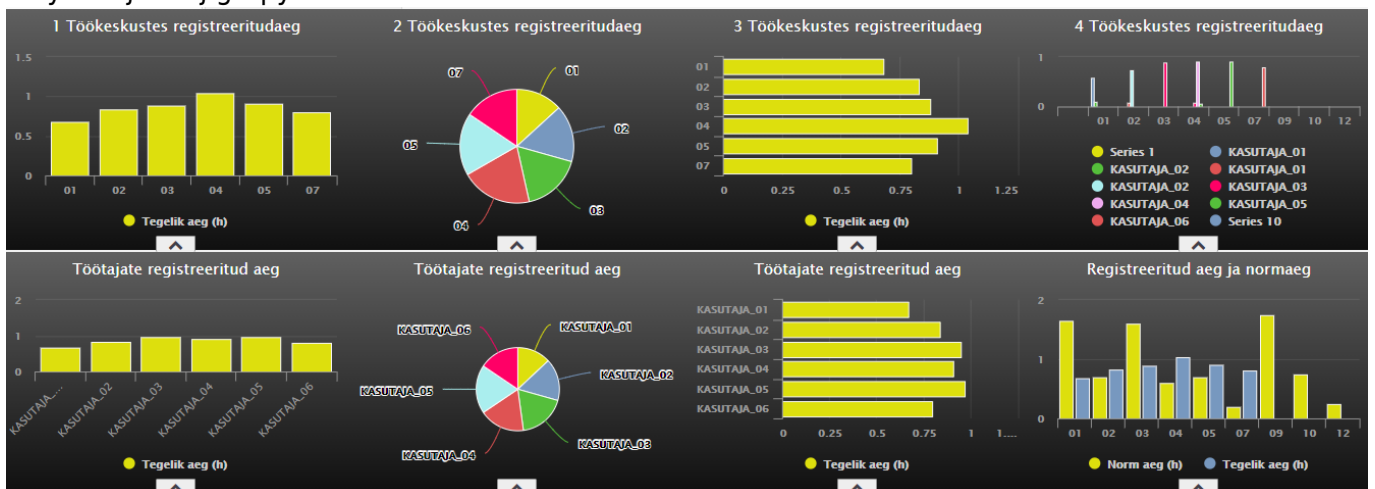 1 Töökeskustes registreeritudaeg
1.5
1
0.5
0
01 02 03 04 05 07
Tegelik aeg (h)
2 Töökeskustes registreeritudaeg
07 01
05 02
04 03
3 Töökeskustes registreeritudaeg
01
02
03
04
05
07
0 0.25 0.5 0.75 1 1.25
Tegelik aeg (h)
4 Töökeskustes registreeritudaeg
1
0
01 02 03 04 05 07 09 10 12
Series 1 KASUTAJA_01
KASUTAJA_02 KASUTAJA_01
KASUTAJA_02 KASUTAJA_03
KASUTAJA_04 KASUTAJA_05
KASUTAJA_06 Series 10
Töötajate registreeritud aeg
2
1
0
KASUTAJA_... KASUTAJA_02 KASUTAJA_03 KASUTAJA_04 KASUTAJA_05 KASUTAJA_06
Tegelik aeg (h)
Töötajate registreeritud aeg
KASUTAJA_06 KASUTAJA_01
KASUTAJA_05 KASUTAJA_02
KASUTAJA_04 KASUTAJA_03
Töötajate registreeritud aeg
KASUTAJA_01
KASUTAJA_02
KASUTAJA_03
KASUTAJA_04
KASUTAJA_05
KASUTAJA_06
0 0.25 0.5 0.75 1 1....
Tegelik aeg (h)
Registreeritud aeg ja normaeg
2
1
0
01 02 03 04 05 07 09 10 12
Norm aeg (h) Tegelik aeg (h)